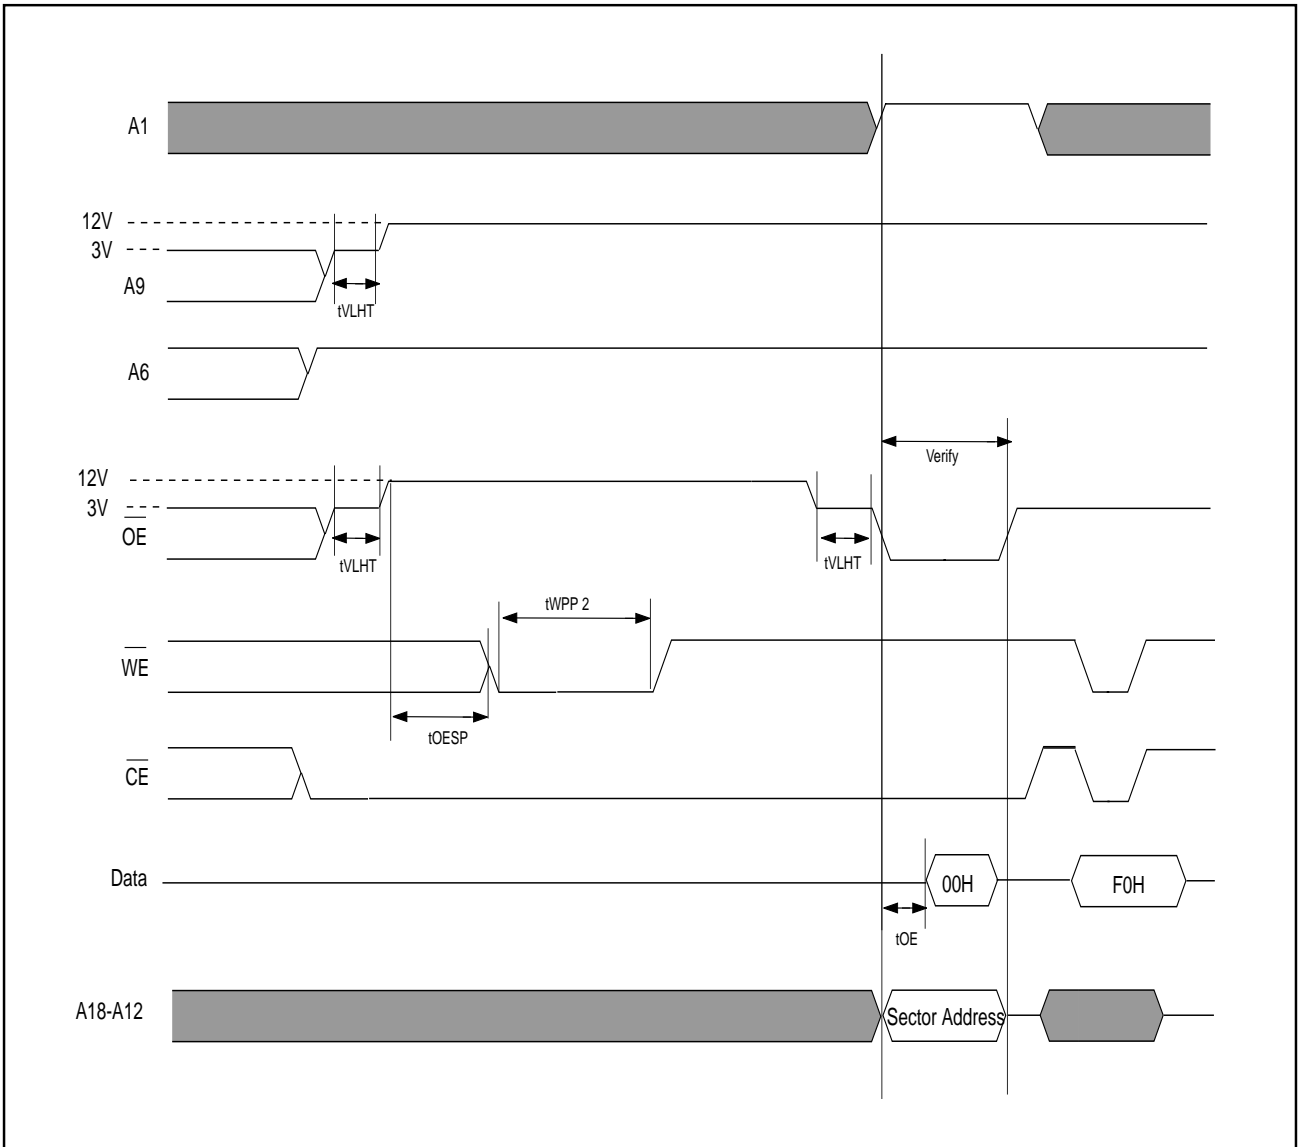 A1
12V
3V
A9
tVLHT
A6
Verify
12V
3V
OE
tVLHT
tVLHT
tWPP 2
WE
tOESP
CE
Data
00H
F0H
tOE
A18-A12
Sector Address